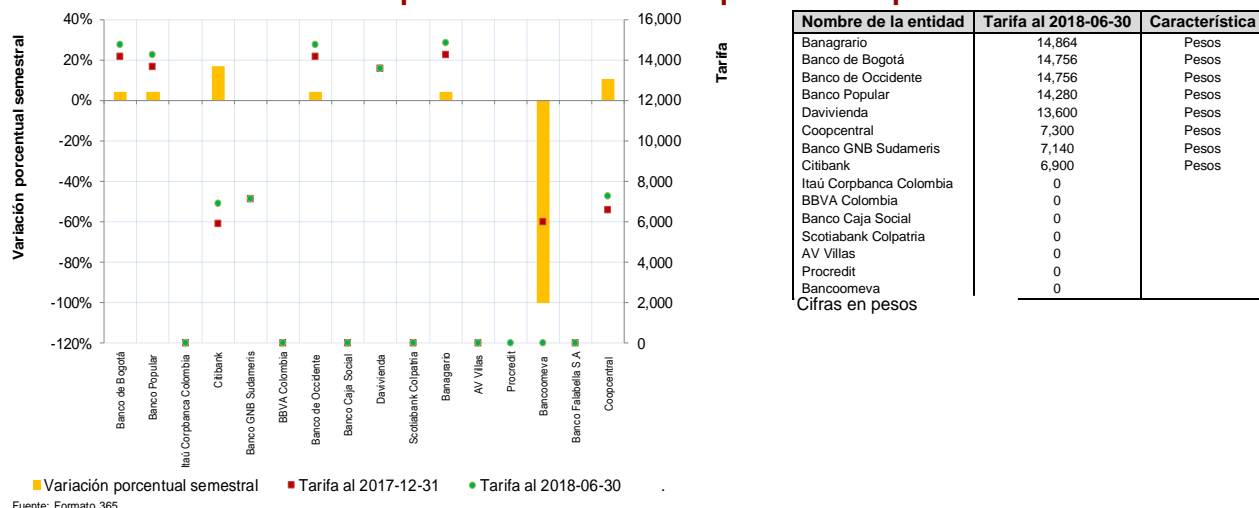 40%
20%
0%
-20%
-40%
-60%
-80%
-100%
-120%
Variación porcentual semestral
16,000
14,000
12,000
10,000
8,000
6,000
4,000
2,000
0
Tarifa
Banco de Bogotá
Banco Popular
Itaú Corpbanca Colombia
Citibank
Banco GNB Sudameris
BBVA Colombia
Banco de Occidente
Banco Caja Social
Davivienda
Scotiabank Colpatria
Banagrario
AV Villas
Procredit
Bancoomeva
Banco Falabella S A
Coopcentral
Variación porcentual semestral Tarifa al 2017-12-31 Tarifa al 2018-06-30 .
Fuente: Formato 365
Nombre de la entidad Tarifa al 2018-06-30 Característica
Banagrario 14,864 Pesos
Banco de Bogotá 14,756 Pesos
Banco de Occidente 14,756 Pesos
Banco Popular 14,280 Pesos
Davivienda 13,600 Pesos
Coopcentral 7,300 Pesos
Banco GNB Sudameris 7,140 Pesos
Citibank 6,900 Pesos
Itaú Corpbanca Colombia 0
BBVA Colombia 0
Banco Caja Social 0
Scotiabank Colpatria 0
AV Villas 0
Procredit 0
Bancoomeva 0
Cifras en pesos